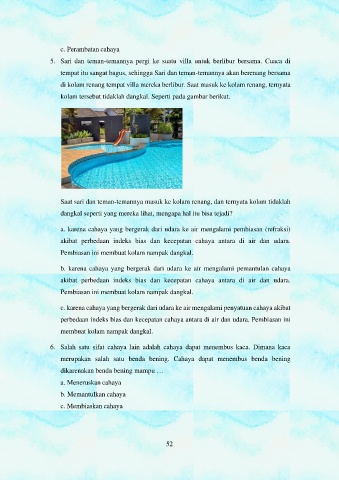 c. Perambatan cahaya
5. Sari dan teman-temannya pergi ke suatu villa untuk berlibur bersama. Cuaca di
tempat itu sangat bagus, sehingga Sari dan teman-temannya akan berenang bersama
di kolam renang tempat villa mereka berlibur. Saat masuk ke kolam renang, ternyata
kolam tersebut tidaklah dangkal. Seperti pada gambar berikut.
Saat sari dan teman-temannya masuk ke kolam renang, dan ternyata kolam tidaklah
dangkal seperti yang mereka lihat, mengapa hal itu bisa terjadi?
a. karena cahaya yang bergerak dari udara ke air mengalami pembiasan (refraksi)
akibat perbedaan indeks bias dan kecepatan cahaya antara di air dan udara.
Pembiasan ini membuat kolam nampak dangkal.
b. karena cahaya yang bergerak dari udara ke air mengalami pemantulan cahaya
akibat perbedaan indeks bias dan kecepatan cahaya antara di air dan udara.
Pembiasan ini membuat kolam nampak dangkal.
c. karena cahaya yang bergerak dari udara ke air mengalami penyatuan cahaya akibat
perbedaan indeks bias dan kecepatan cahaya antara di air dan udara. Pembiasan ini
membuat kolam nampak dangkal.
6. Salah satu sifat cahaya lain adalah cahaya dapat menembus kaca. Dimana kaca
merupakan salah satu benda bening. Cahaya dapat menembus benda bening
dikarenakan benda bening mampu …
a. Meneruskan cahaya
b. Memantulkan cahaya
c. Membiaskan cahaya
52